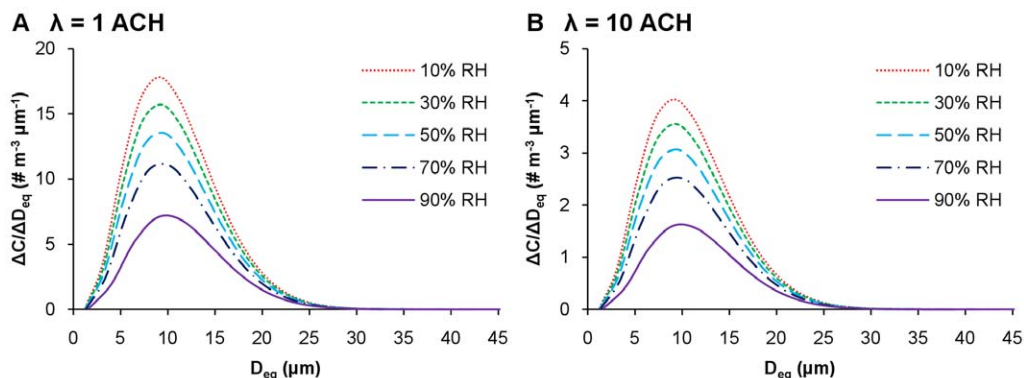 A λ = 1 ACH
20
15
10
5
0
0 5 10 15 20 25 30 35 40 45
ΔC/ΔDeq (# m⁻³ µm⁻¹)
Deq (µm)
10% RH
30% RH
50% RH
70% RH
90% RH
B λ = 10 ACH
5
4
3
2
1
0
0 5 10 15 20 25 30 35 40 45
ΔC/ΔDeq (# m⁻³ µm⁻¹)
Deq (µm)
10% RH
30% RH
50% RH
70% RH
90% RH